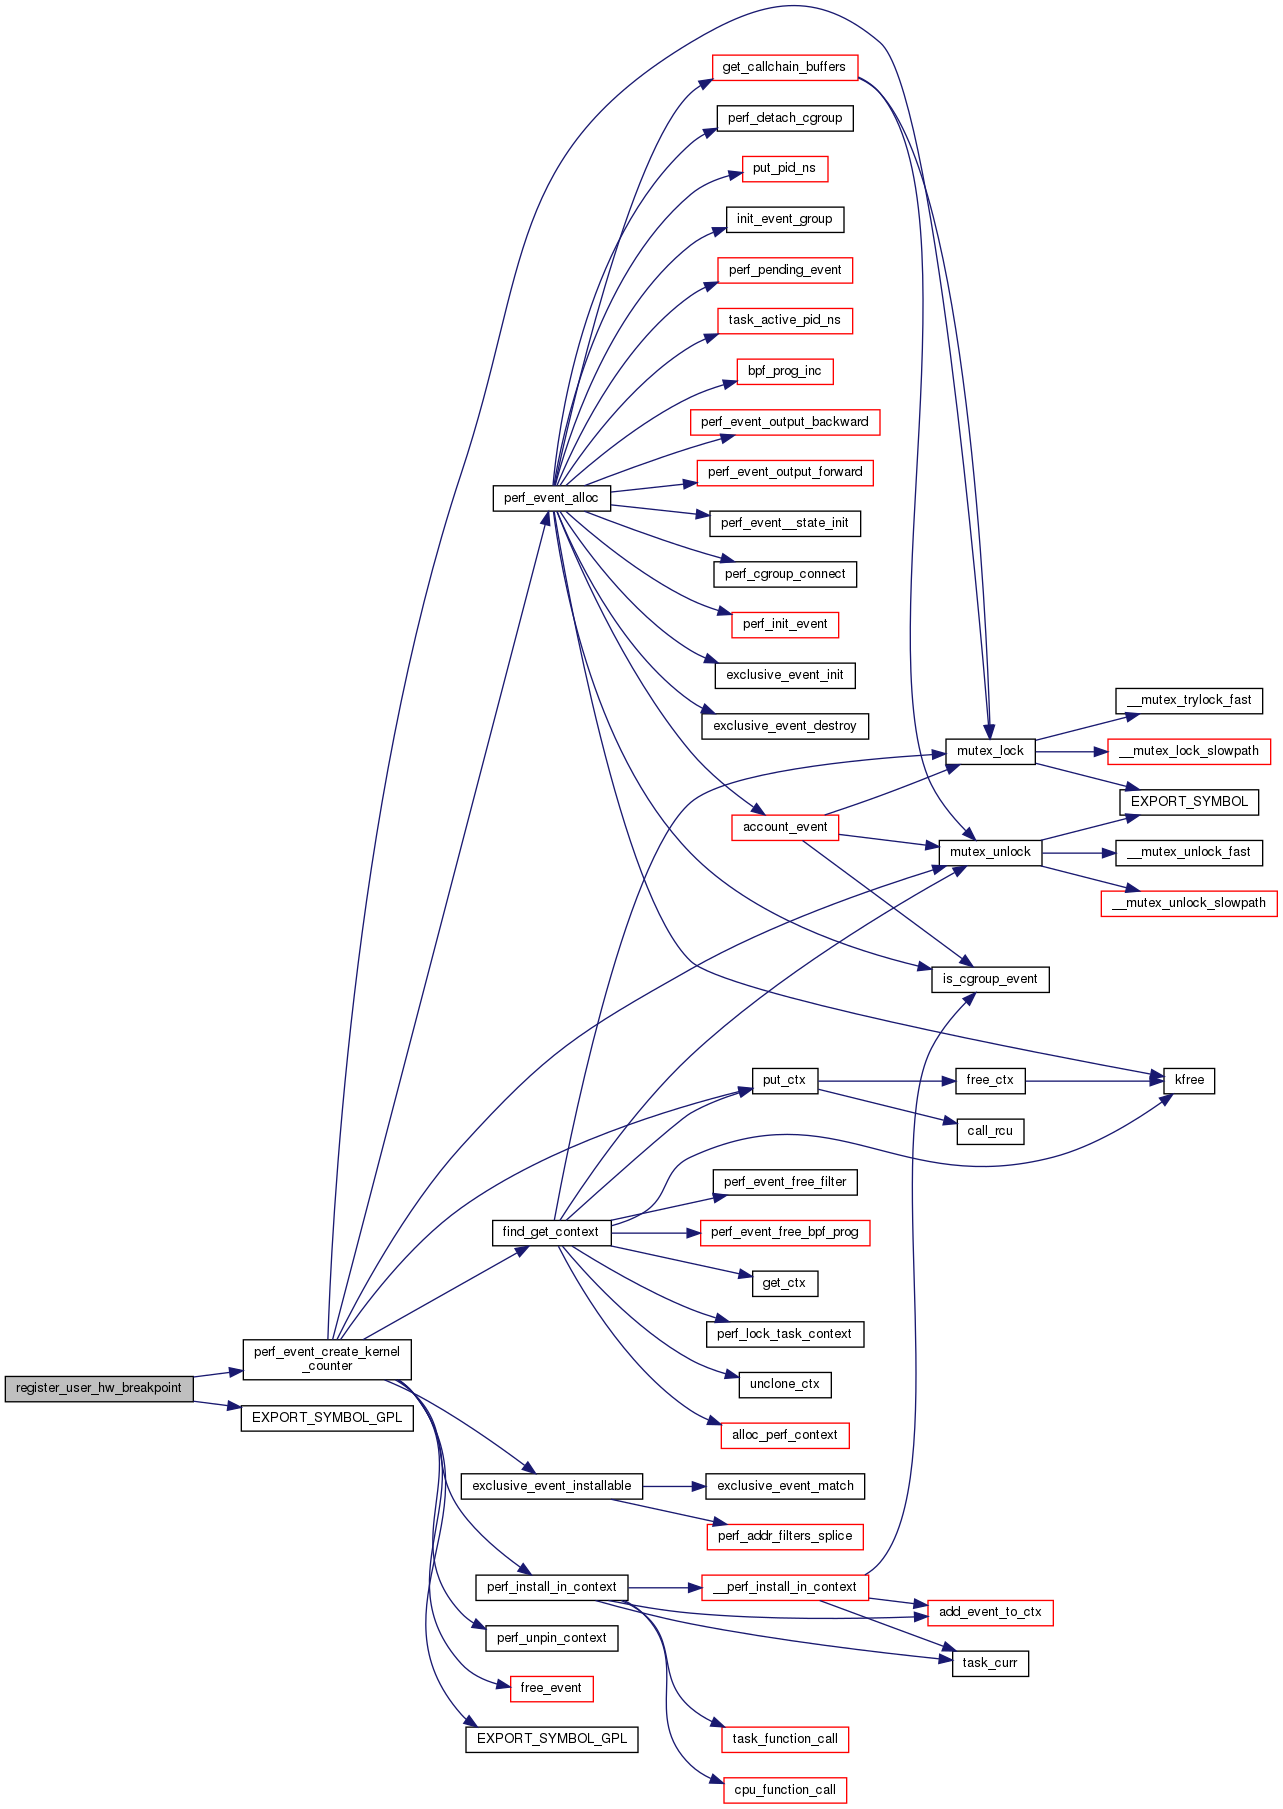 get_callchain_buffers
perf_detach_cgroup
put_pid_ns
init_event_group
perf_pending_event
task_active_pid_ns
bpf_prog_inc
perf_event_output_backward
perf_event_output_forward
perf_event_alloc
perf_event__state_init
perf_cgroup_connect
perf_init_event
exclusive_event_init
exclusive_event_destroy
__mutex_trylock_fast
mutex_lock
__mutex_lock_slowpath
EXPORT_SYMBOL
account_event
mutex_unlock
__mutex_unlock_fast
__mutex_unlock_slowpath
is_cgroup_event
put_ctx
free_ctx
kfree
call_rcu
perf_event_free_filter
find_get_context
perf_event_free_bpf_prog
get_ctx
perf_lock_task_context
perf_event_create_kernel
_counter
register_user_hw_breakpoint
unclone_ctx
EXPORT_SYMBOL_GPL
alloc_perf_context
exclusive_event_installable
exclusive_event_match
perf_addr_filters_splice
perf_install_in_context
__perf_install_in_context
add_event_to_ctx
perf_unpin_context
task_curr
free_event
EXPORT_SYMBOL_GPL
task_function_call
cpu_function_call